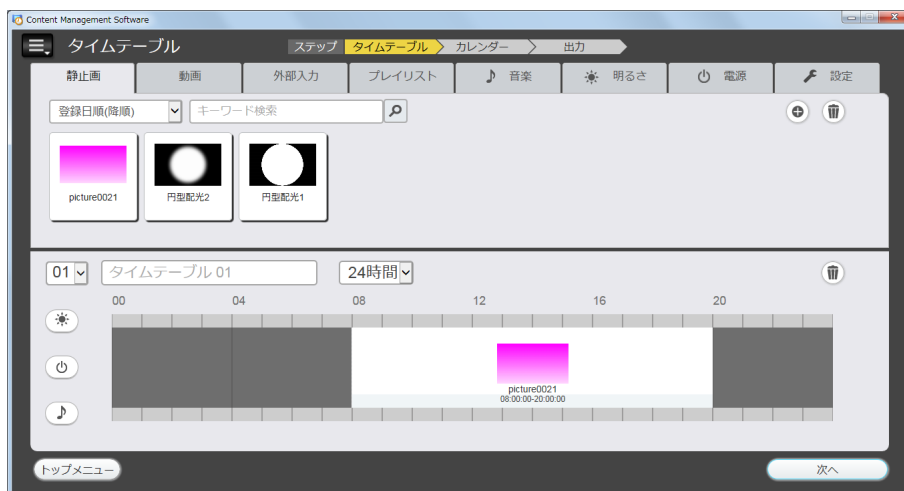 Content Management Software
タイムテーブル
ステップ タイムテーブル カレンダー 出力
静止画 動画 外部入力 プレイリスト 音楽 明るさ 電源 設定
登録日順(降順) キーワード検索
picture0021 円型配光2 円型配光1
01 タイムテーブル 01 24時間
00 04 08 12 16 20
picture0021
08:00:00-20:00:00
トップメニュー 次へ